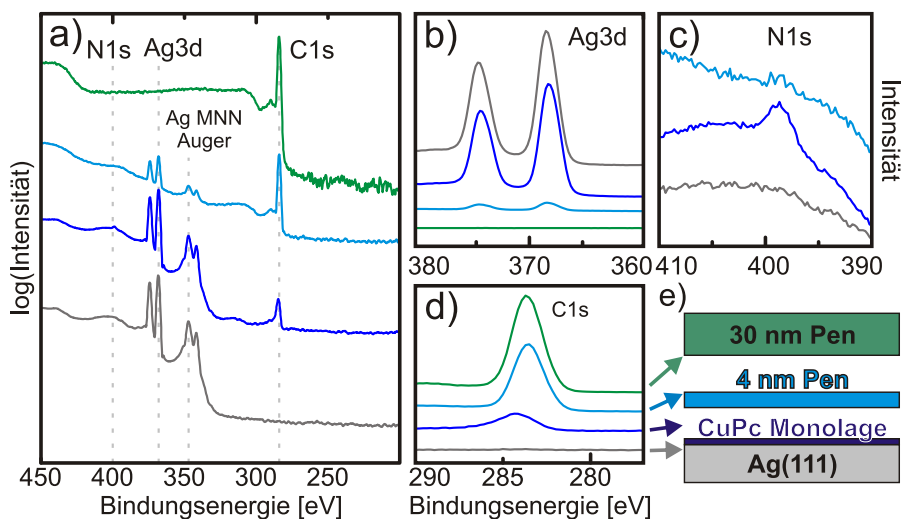 a)
N1s
Ag3d
C1s
Ag MNN
Auger
log(Intensität)
450
400
350
300
250
Bindungsenergie [eV]
b)
Ag3d
380
370
360
c)
N1s
Intensität
410
400
390
d)
C1s
290
285
280
Bindungsenergie [eV]
e)
30 nm Pen
4 nm Pen
CuPc Monolage
Ag(111)